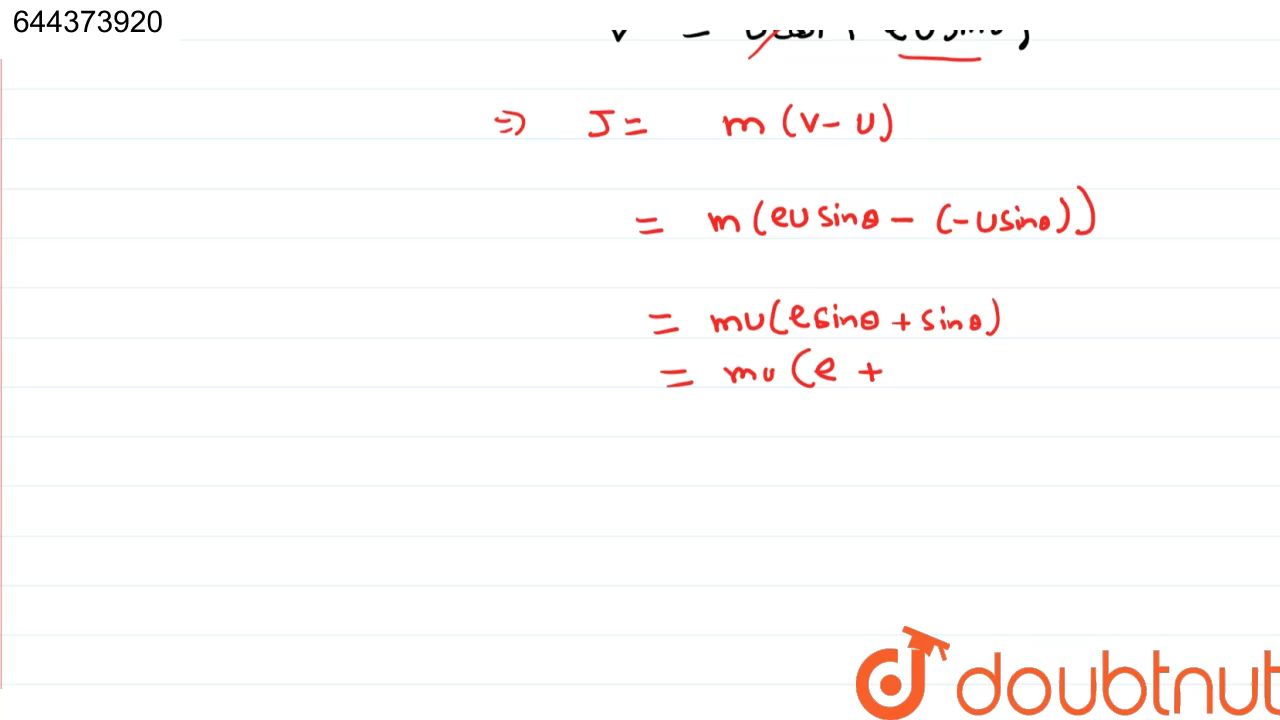 644373920
⇒ J = m(v-u)
= m(eu sinθ - (-u sinθ))
= mu(e sinθ + sinθ)
= mu(e +
doubtnut